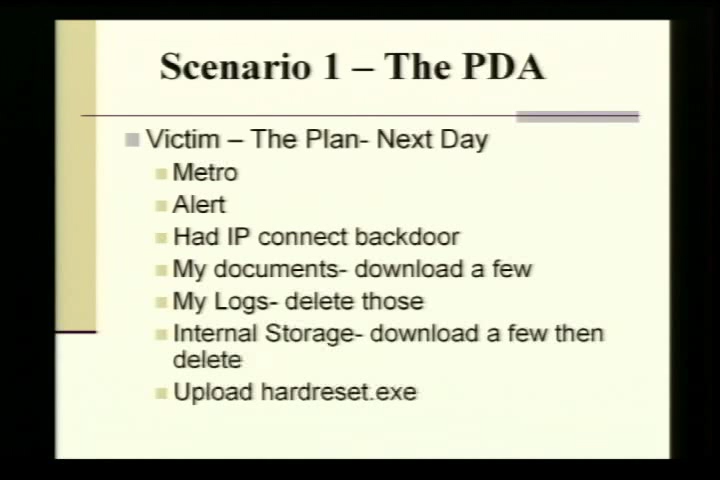 Scenario 1 – The PDA
Victim – The Plan- Next Day
Metro
Alert
Had IP connect backdoor
My documents- download a few
My Logs- delete those
Internal Storage- download a few then
delete
Upload hardreset.exe